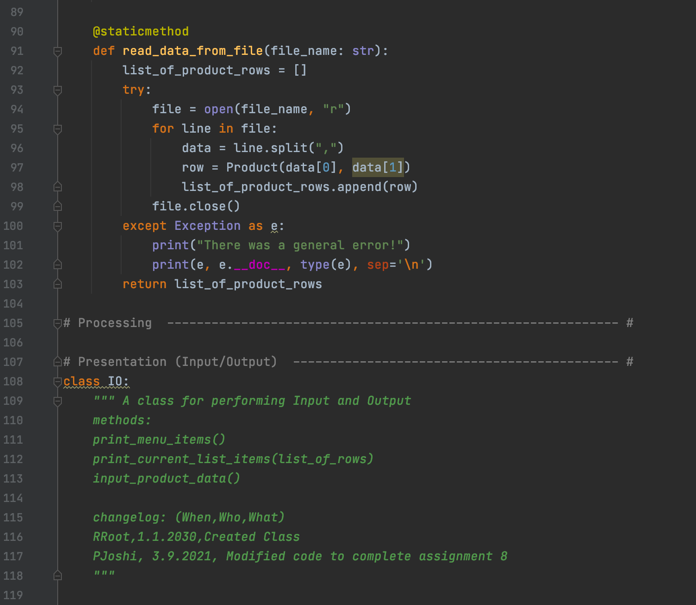 89
90     @staticmethod
91     def read_data_from_file(file_name: str):
92         list_of_product_rows = []
93         try:
94             file = open(file_name, "r")
95             for line in file:
96                 data = line.split(",")
97                 row = Product(data[0], data[1])
98                 list_of_product_rows.append(row)
99             file.close()
100         except Exception as e:
101             print("There was a general error!")
102             print(e, e.__doc__, type(e), sep='\n')
103         return list_of_product_rows
104
105 # Processing  ------------------------------------------------------------- #
106
107 # Presentation (Input/Output)  -------------------------------------------- #
108 class IO:
109     """ A class for performing Input and Output
110     methods:
111     print_menu_items()
112     print_current_list_items(list_of_rows)
113     input_product_data()
114
115     changelog: (When,Who,What)
116     RRoot,1.1.2030,Created Class
117     PJoshi, 3.9.2021, Modified code to complete assignment 8
118     """
119